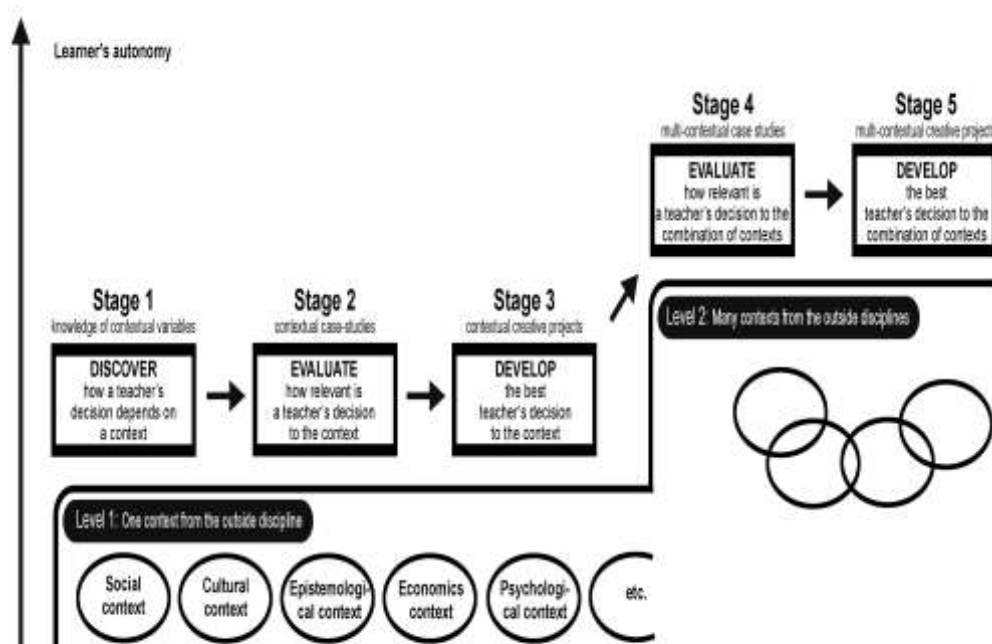 Learner's autonomy
Stage 4
multi-contextual case studies
EVALUATE
how relevant is
a teacher's decision to the
combination of contexts
Stage 5
multi-contextual creative project
DEVELOP
the best
teacher's decision to the
combination of contexts
Stage 1
knowledge of contextual variables
DISCOVER
how a teacher's
decision depends on
a context
Stage 2
contextual case-studies
EVALUATE
how relevant is
a teacher's decision
to the context
Stage 3
contextual creative projects
DEVELOP
the best
teacher's decision
to the context
Level 2: Many contexts from the outside disciplines
Level 1: One context from the outside discipline
Social
context
Cultural
context
Epistemologi-
cal context
Economics
context
Psychologi-
cal context
etc.